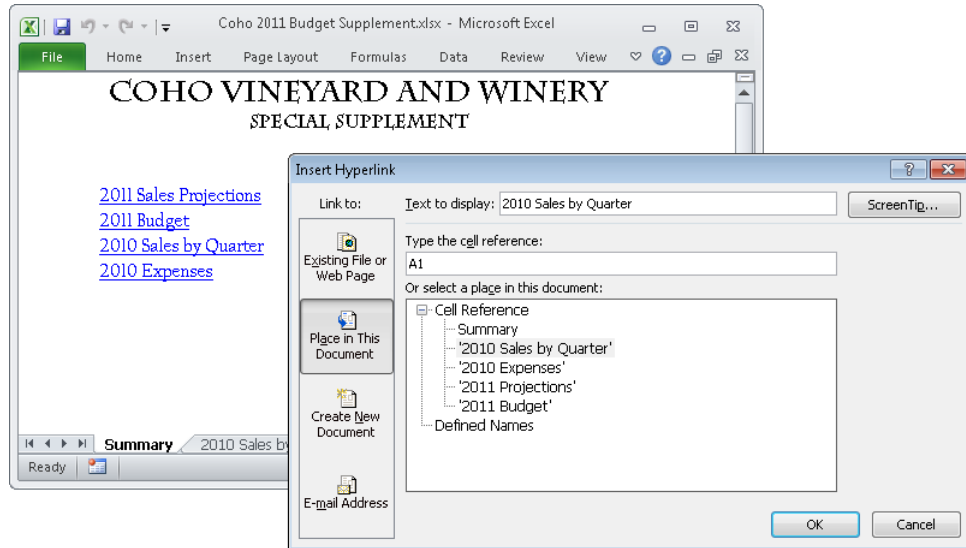 Coho 2011 Budget Supplement.xlsx - Microsoft Excel
File Home Insert Page Layout Formulas Data Review View
COHO VINEYARD AND WINERY
SPECIAL SUPPLEMENT
2011 Sales Projections
2011 Budget
2010 Sales by Quarter
2010 Expenses
Summary 2010 Sales by
Ready
Insert Hyperlink
Link to: Text to display: 2010 Sales by Quarter ScreenTip...
Existing File or
Web Page
Place in This
Document
Create New
Document
E-mail Address
Type the cell reference:
A1
Or select a place in this document:
Cell Reference
Summary
'2010 Sales by Quarter'
'2010 Expenses'
'2011 Projections'
'2011 Budget'
Defined Names
OK Cancel